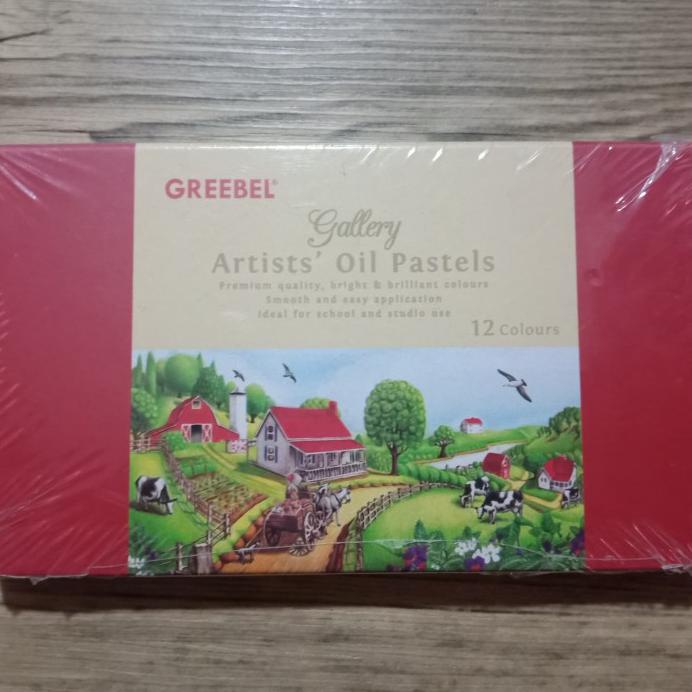 GREEBEL®
Gallery
Artists' Oil Pastels
Premium quality, bright & brilliant colours
Smooth and easy application
Ideal for school and studio use
12 Colours